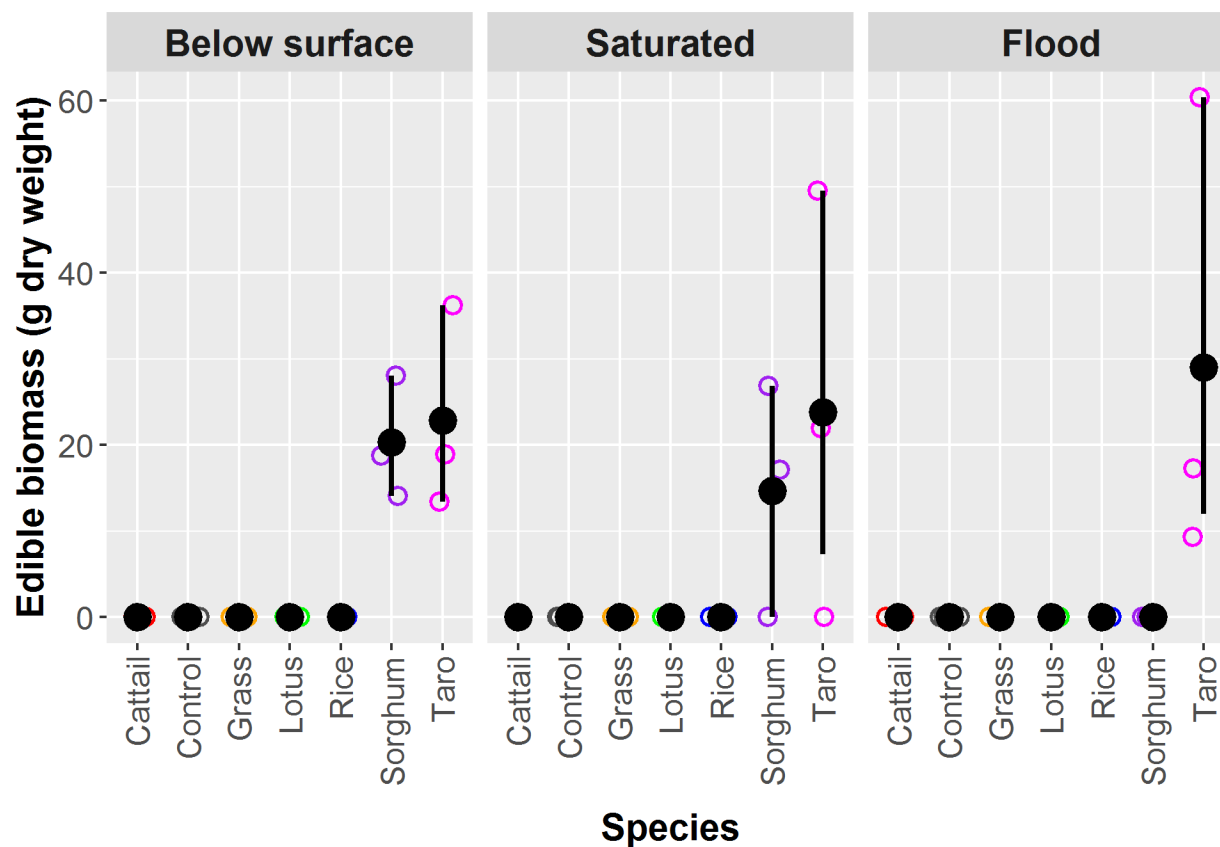 Below surface
Saturated
Flood
Edible biomass (g dry weight)
60
40
20
0
Cattail
Control
Grass
Lotus
Rice
Sorghum
Taro
Cattail
Control
Grass
Lotus
Rice
Sorghum
Taro
Cattail
Control
Grass
Lotus
Rice
Sorghum
Taro
Species